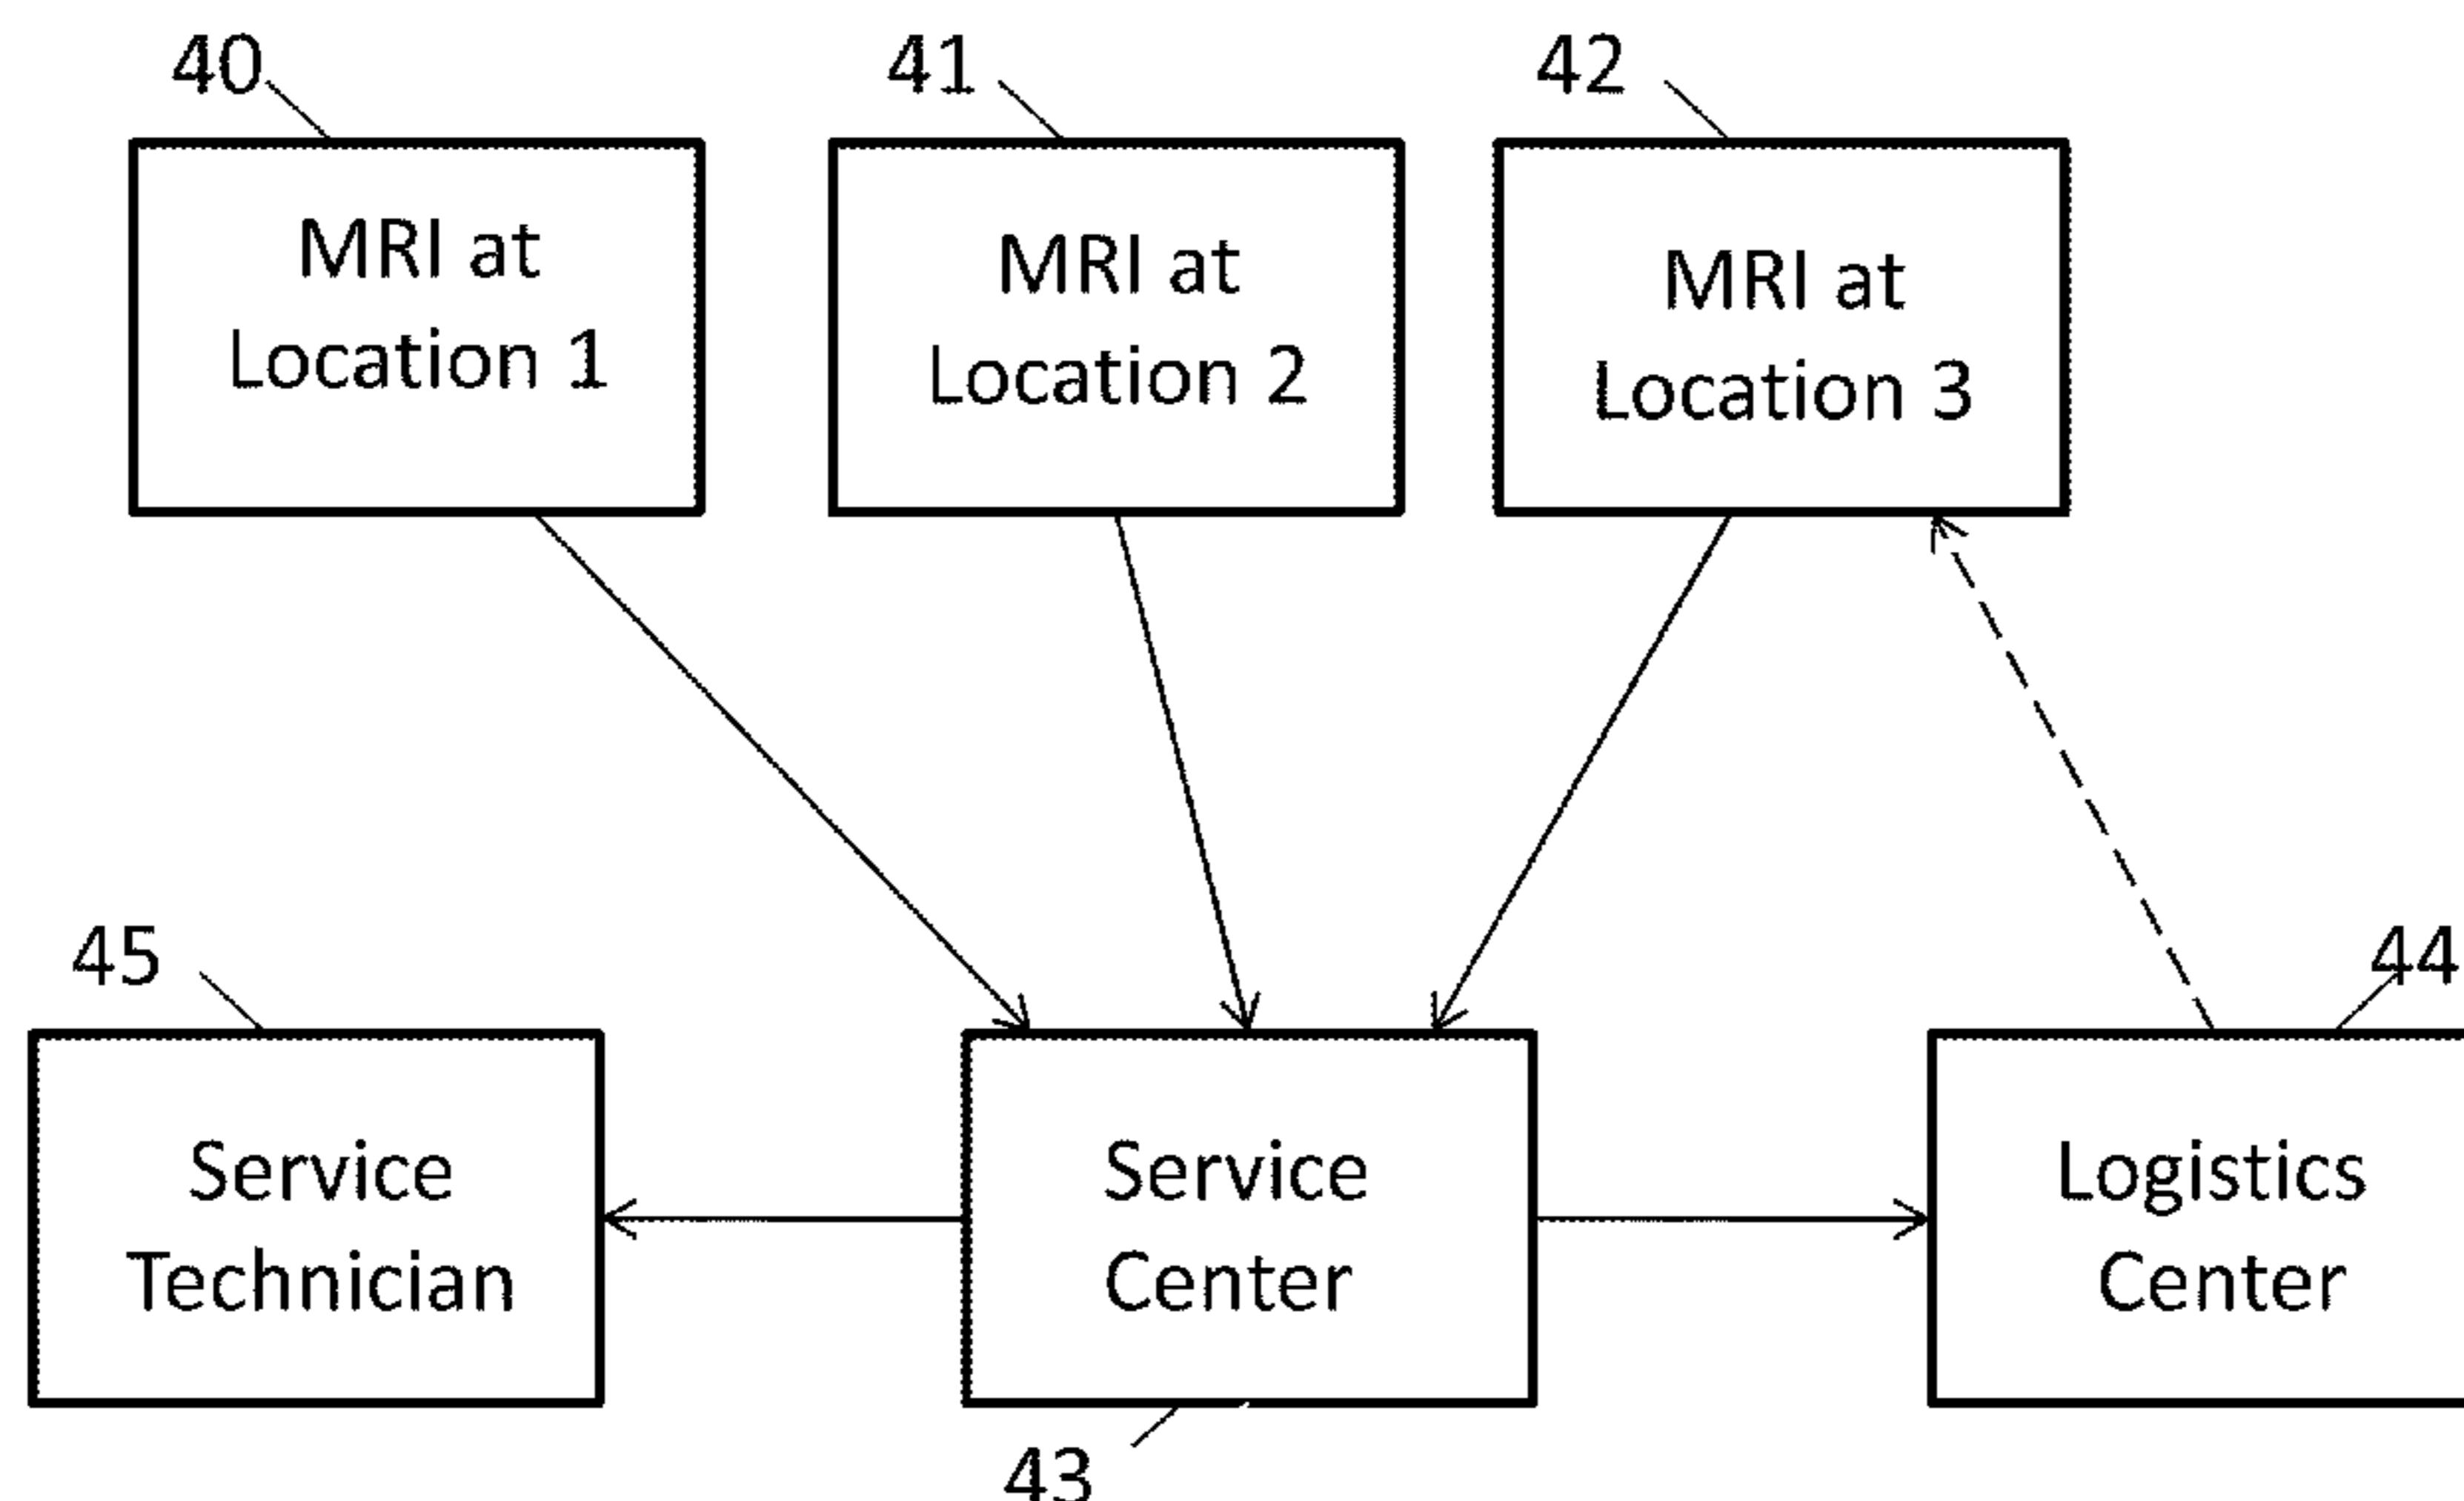 40
41
42
MRI at
Location 1
MRI at
Location 2
MRI at
Location 3
45
44
Service
Technician
Service
Center
Logistics
Center
43